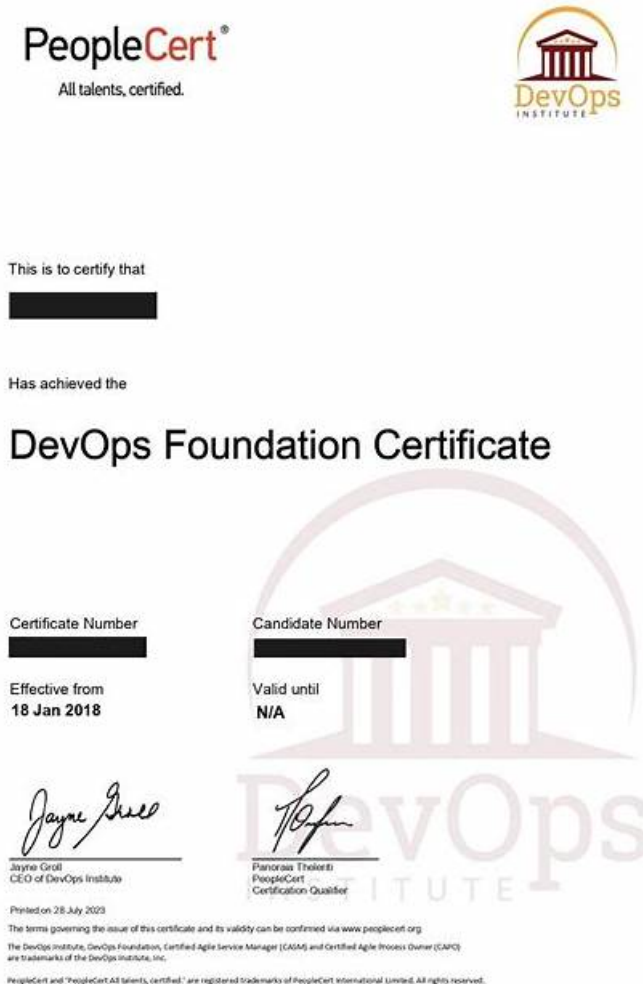 PeopleCert®
All talents, certified.
DevOps
INSTITUTE
This is to certify that
Has achieved the
DevOps Foundation Certificate
Certificate Number
Candidate Number
Effective from
18 Jan 2018
Valid until
N/A
Jayne Groll
Jayne Groll
CEO of DevOps Institute
Panoraia Theleriti
PeopleCert
Certification Qualifier
DevOps
INSTITUTE
Printed on 28 July 2023
The terms governing the issue of this certificate and its validity can be confirmed via www.peoplecert.org
The DevOps Institute, DevOps Foundation, Certified Agile Service Manager (CASM) and Certified Agile Process Owner (CAPO)
are trademarks of the DevOps Institute, Inc.
PeopleCert and "PeopleCert All talents, certified." are registered trademarks of PeopleCert International Limited. All rights reserved.